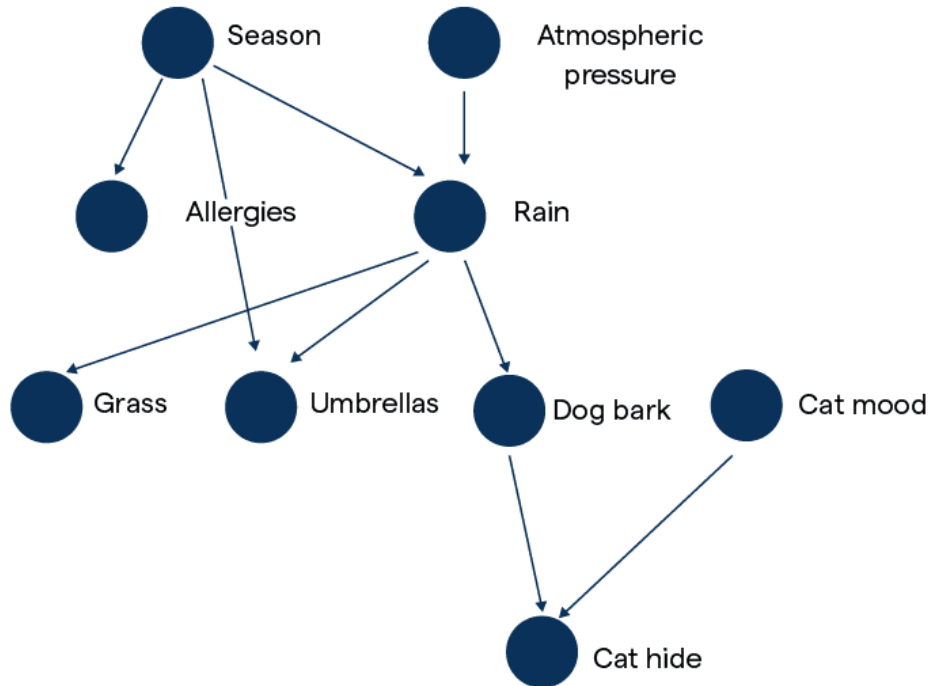 Season
Atmospheric
pressure
Allergies
Rain
Grass
Umbrellas
Dog bark
Cat mood
Cat hide